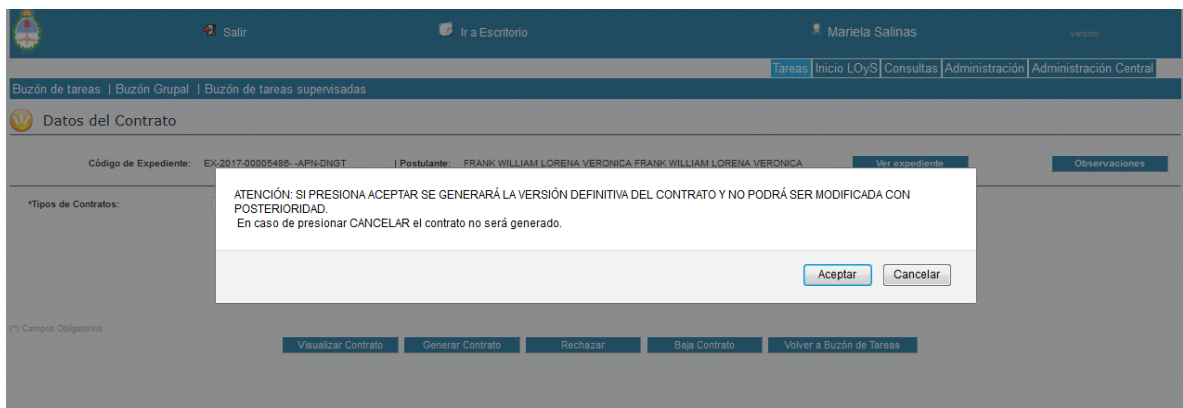 Salir Ir a Escritorio Mariela Salinas version
Tareas Inicio LOyS Consultas Administración Administración Central
Buzón de tareas | Buzón Grupal | Buzón de tareas supervisadas
Datos del Contrato
Código de Expediente: EX-2017-00005486- -APN-DNGT | Postulante: FRANK WILLIAM LORENA VERONICA FRANK WILLIAM LORENA VERONICA Ver expediente Observaciones
ATENCIÓN: SI PRESIONA ACEPTAR SE GENERARÁ LA VERSIÓN DEFINITIVA DEL CONTRATO Y NO PODRÁ SER MODIFICADA CON
POSTERIORIDAD.
En caso de presionar CANCELAR el contrato no será generado.
*Tipos de Contratos:
Aceptar Cancelar
(*) Campos Obligatorios
Visualizar Contrato Generar Contrato Rechazar Baja Contrato Volver a Buzón de Tareas